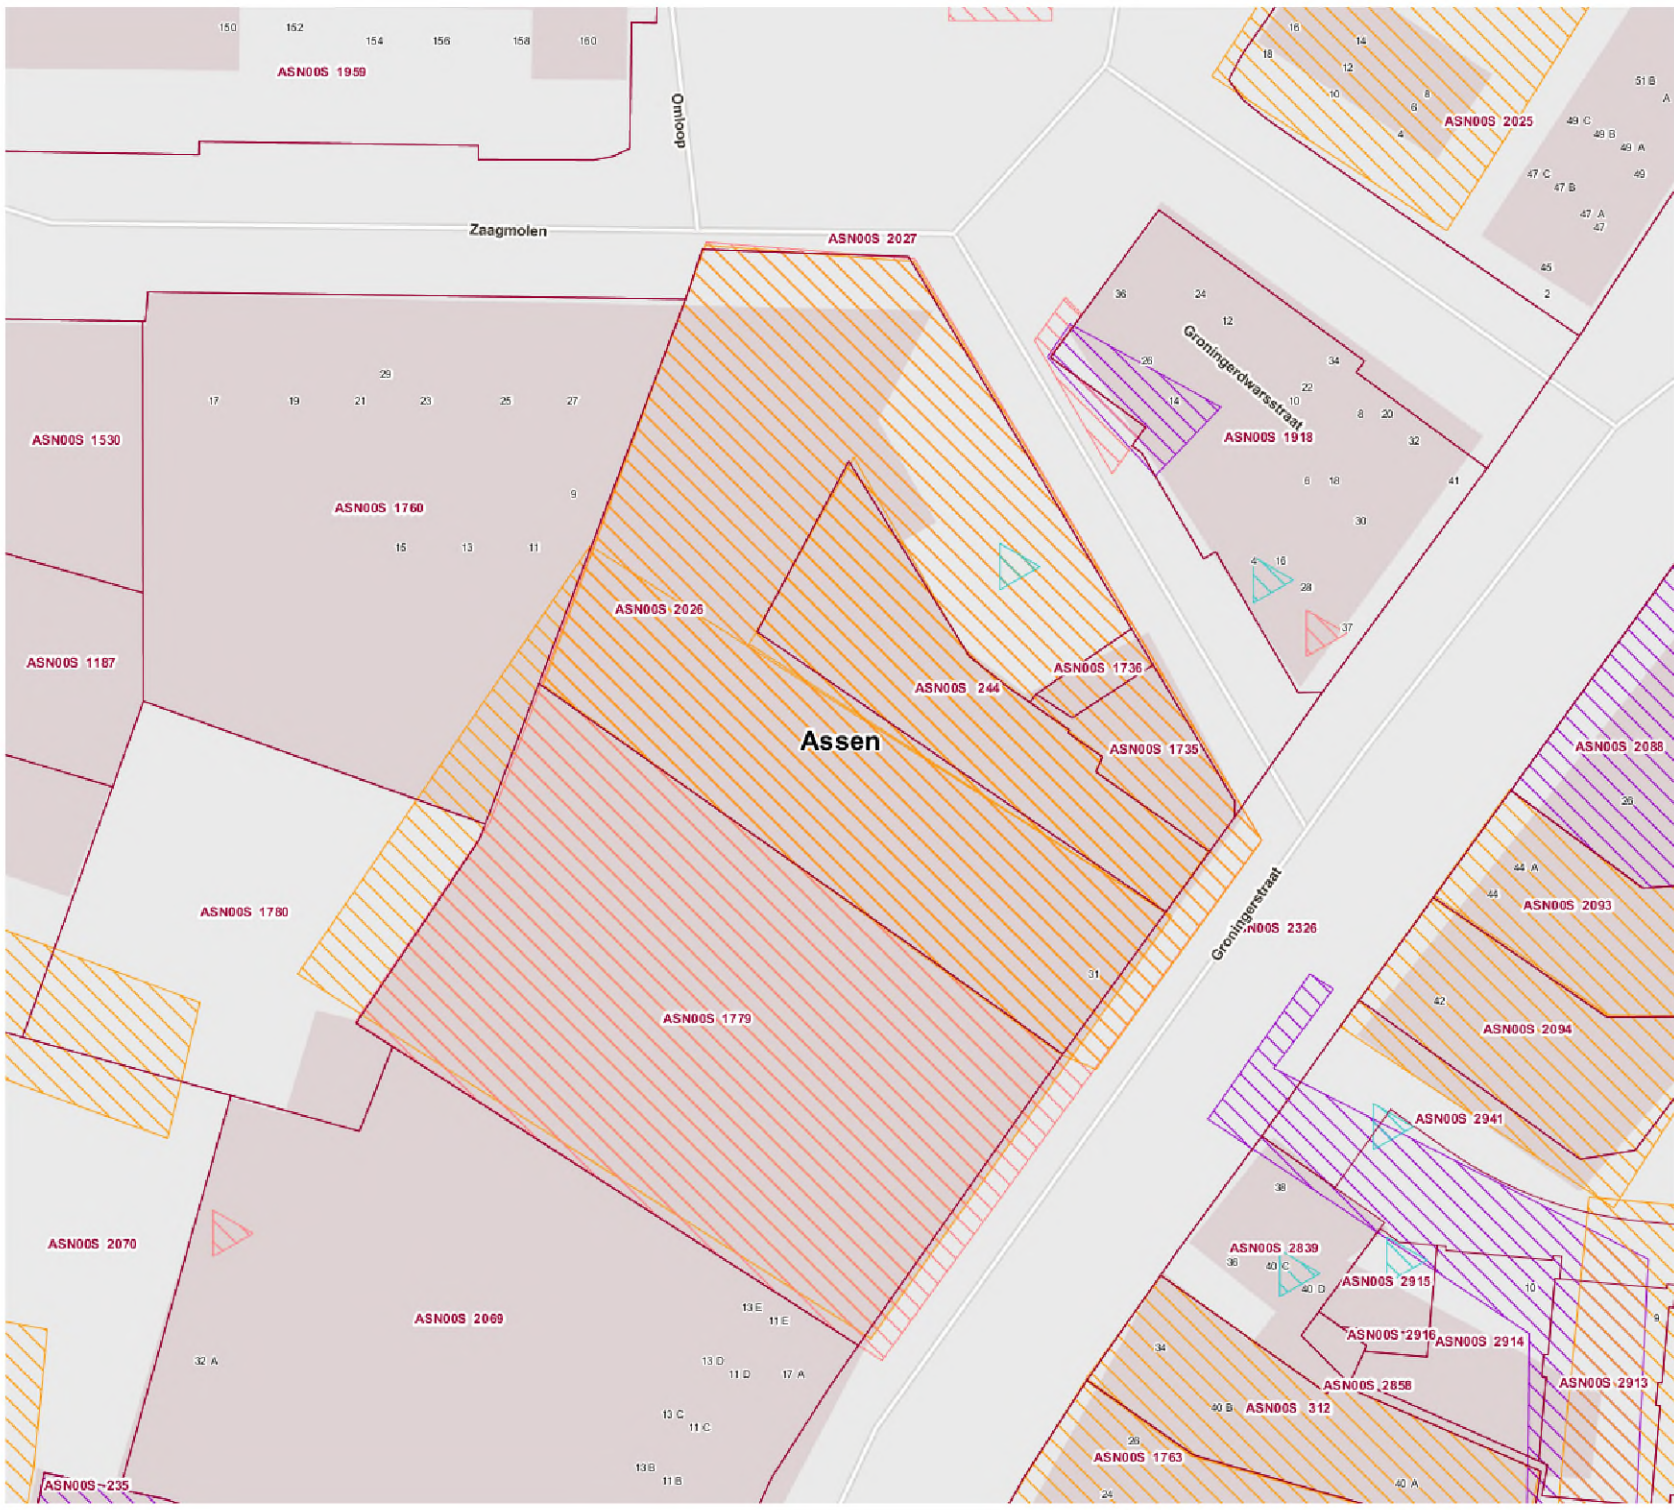 150 152 154 156 158 160
ASN00S 1959
Omloop
16
18
14
12
10
8
6
4
ASN00S 2025
51 B
A
49 C
49 B
49 A
49
47 C
47 B
47 A
47
45
2
Zaagmolen
ASN00S 2027
36
24
12
26
14
Groningerdwarsstraat
34
22
10
8 20
32
ASN00S 1918
6 18
41
30
4 16
28
37
29
17 19 21 23 25 27
ASN00S 1530
9
ASN00S 1760
15 13 11
ASN00S 2026
ASN00S 1187
ASN00S 1736
ASN00S 244
Assen
ASN00S 1735
ASN00S 2088
26
44 A
44
ASN00S 2093
ASN00S 1780
Groningerstraat
N00S 2326
31
42
ASN00S 1779
ASN00S 2094
ASN00S 2941
38
ASN00S 2070
ASN00S 2839
36
40 C
40 D
ASN00S 2915
10
9
13 E
11 E
ASN00S 2069
ASN00S 2916
ASN00S 2914
34
32 A
13 D
11 D
17 A
ASN00S 2858
ASN00S 2913
40 B
ASN00S 312
13 C
11 C
26
ASN00S 1763
13 B
11 B
ASN00S 235
40 A
24